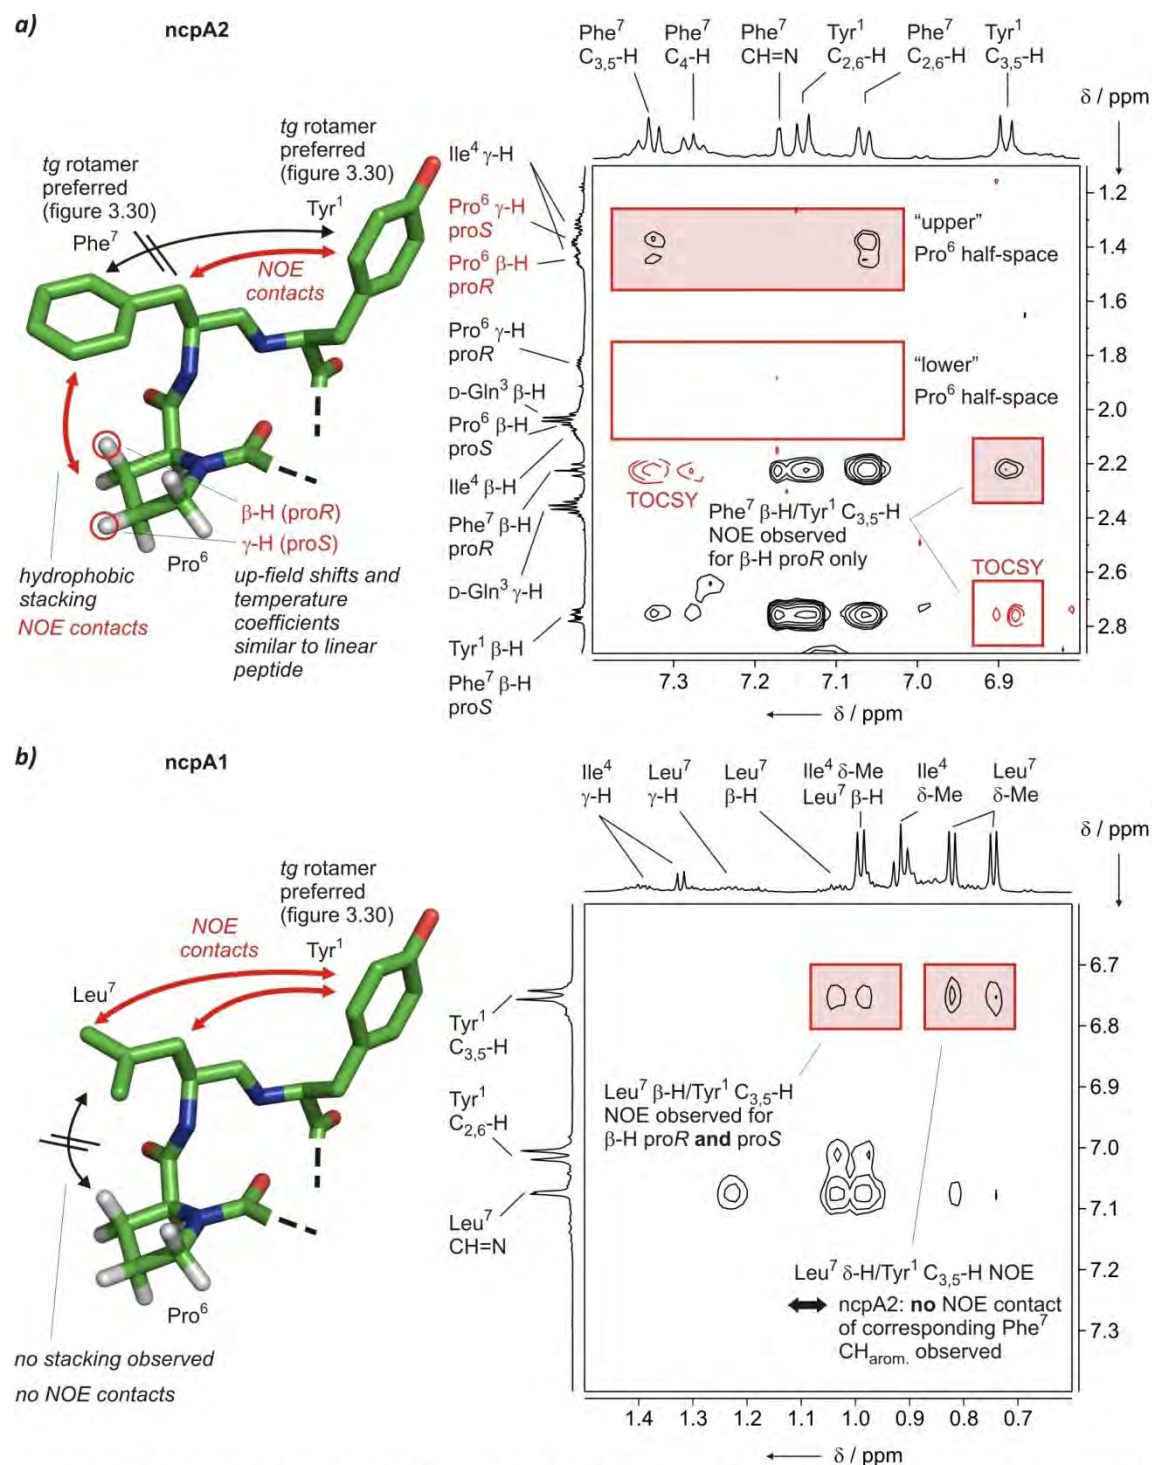 a)
ncpA2
tg rotamer
preferred
(figure 3.30)
Phe⁷
tg rotamer
preferred
(figure 3.30)
Tyr¹
NOE
contacts
β-H (proR)
γ-H (proS)
Pro⁶
hydrophobic
stacking
NOE contacts
up-field shifts and
temperature
coefficients
similar to linear
peptide
Phe⁷
C₃,₅-H
Phe⁷
C₄-H
Phe⁷
CH=N
Tyr¹
C₂,₆-H
Phe⁷
C₂,₆-H
Tyr¹
C₃,₅-H
δ / ppm
Ile⁴ γ-H
Pro⁶ γ-H
proS
Pro⁶ β-H
proR
Pro⁶ γ-H
proR
D-Gln³ β-H
Pro⁶ β-H
proS
Ile⁴ β-H
Phe⁷ β-H
proR
D-Gln³ γ-H
Tyr¹ β-H
Phe⁷ β-H
proS
"upper"
Pro⁶ half-space
"lower"
Pro⁶ half-space
TOCSY
Phe⁷ β-H/Tyr¹ C₃,₅-H
NOE observed
for β-H proR only
TOCSY
1.2
1.4
1.6
1.8
2.0
2.2
2.4
2.6
2.8
7.3 7.2 7.1 7.0 6.9
δ / ppm
b)
ncpA1
tg rotamer
preferred
(figure 3.30)
Tyr¹
NOE
contacts
Leu⁷
Pro⁶
no stacking observed
no NOE contacts
Ile⁴
γ-H
Leu⁷
γ-H
Leu⁷
β-H
Ile⁴ δ-Me
Leu⁷ β-H
Ile⁴
δ-Me
Leu⁷
δ-Me
δ / ppm
Tyr¹
C₃,₅-H
Tyr¹
C₂,₆-H
Leu⁷
CH=N
Leu⁷ β-H/Tyr¹ C₃,₅-H
NOE observed for
β-H proR and proS
Leu⁷ δ-H/Tyr¹ C₃,₅-H NOE
ncpA2: no NOE contact
of corresponding Phe⁷
CHarom. observed
6.7
6.8
6.9
7.0
7.1
7.2
7.3
1.4 1.3 1.2 1.1 1.0 0.9 0.8 0.7
δ / ppm